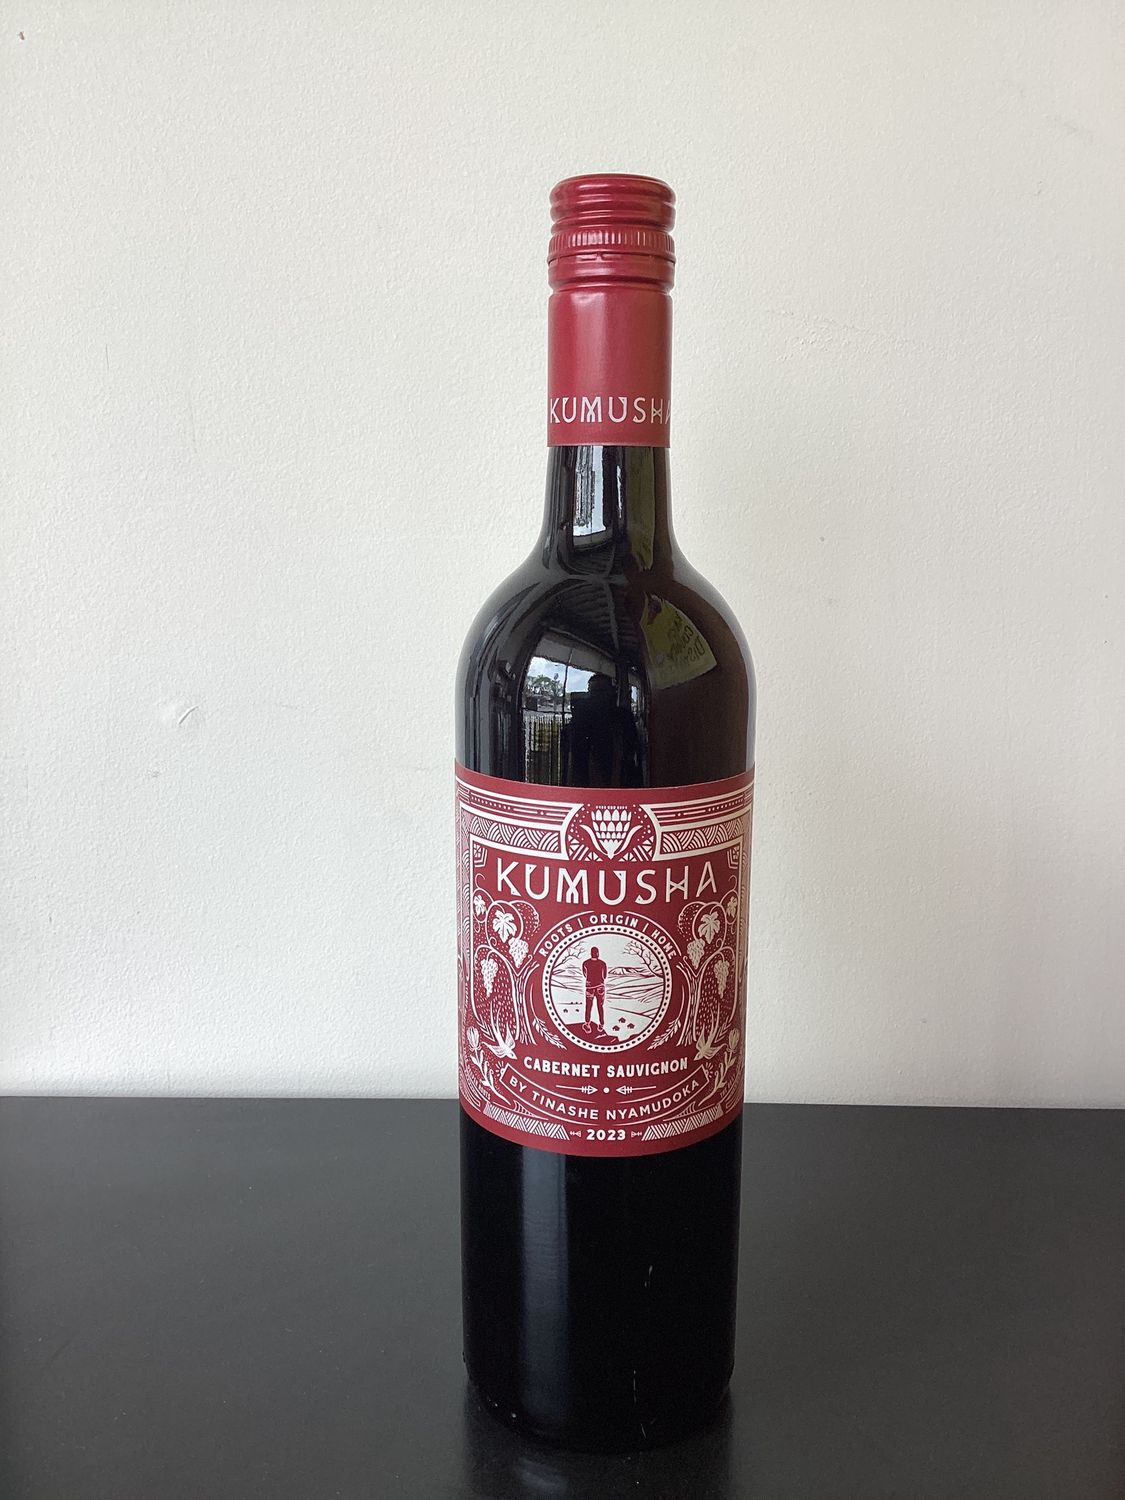 KUMUSHA
KUMUSHA
ROOTS | ORIGIN | HOME
CABERNET SAUVIGNON
BY TINASHE NYAMUDOKA
2023